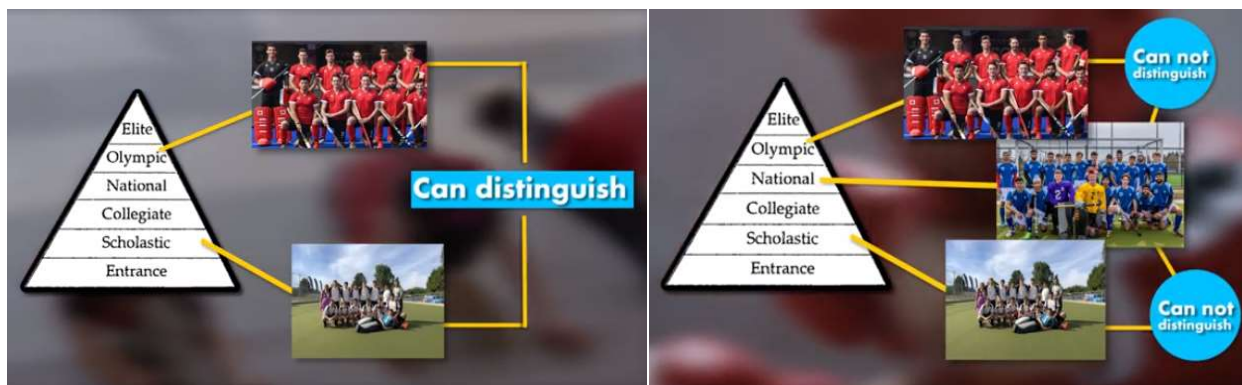 Elite
Olympic
National
Collegiate
Scholastic
Entrance
Can distinguish
Elite
Olympic
National
Collegiate
Scholastic
Entrance
Can not
distinguish
Can not
distinguish